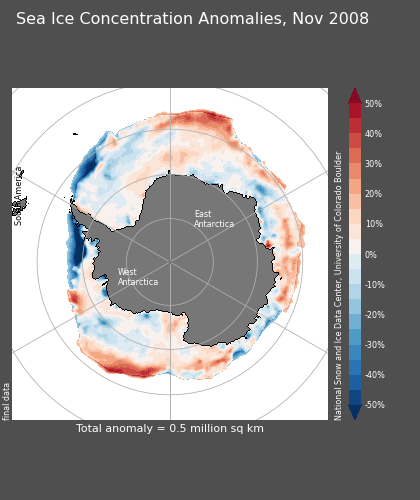 Sea Ice Concentration Anomalies, Nov 2008
South America
East
Antarctica
West
Antarctica
50%
40%
30%
20%
10%
0%
-10%
-20%
-30%
-40%
-50%
National Snow and Ice Data Center, University of Colorado Boulder
final data
Total anomaly = 0.5 million sq km